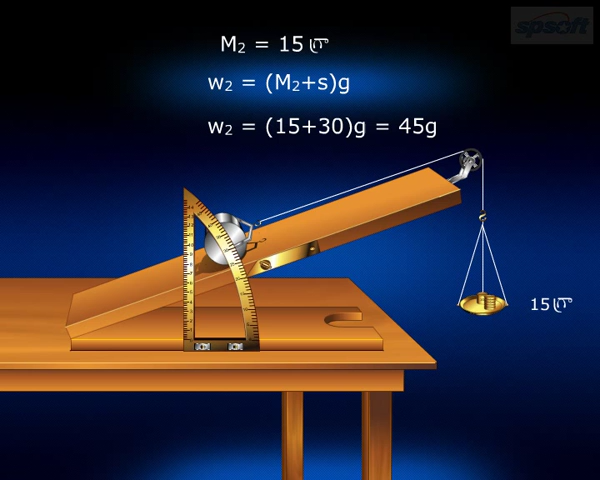 spsoft
M₂ = 15 గ్రా
w₂ = (M₂+s)g
w₂ = (15+30)g = 45g
15 గ్రా